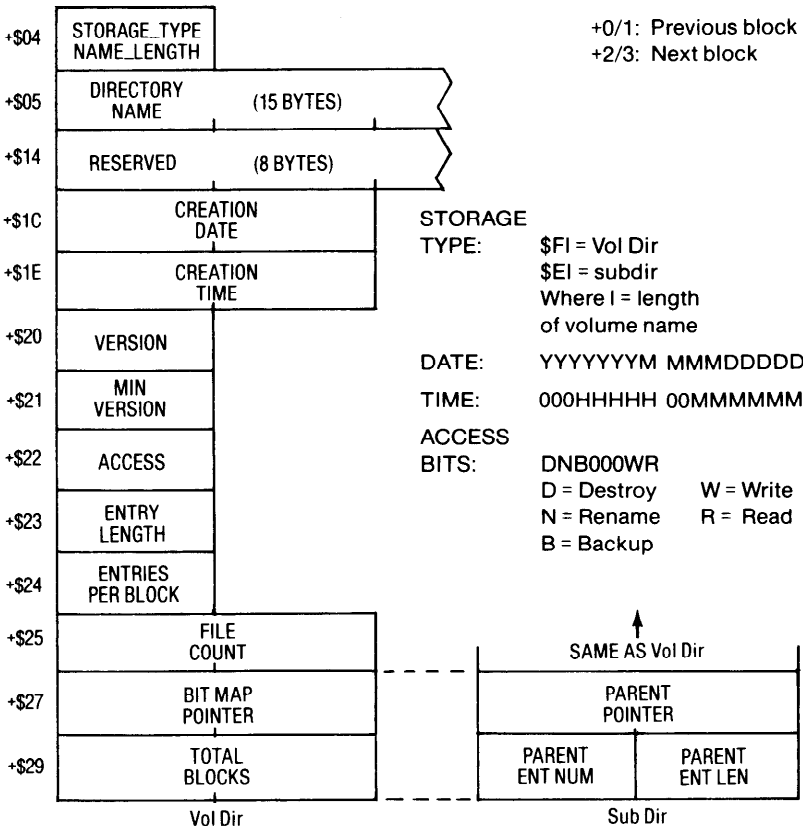 +$04 STORAGE_TYPE
NAME_LENGTH
+$05 DIRECTORY
NAME (15 BYTES)
+$14 RESERVED (8 BYTES)
+$1C CREATION
DATE
+$1E CREATION
TIME
+$20 VERSION
+$21 MIN
VERSION
+$22 ACCESS
+$23 ENTRY
LENGTH
+$24 ENTRIES
PER BLOCK
+$25 FILE
COUNT
+$27 BIT MAP
POINTER
+$29 TOTAL
BLOCKS
Vol Dir
+0/1: Previous block
+2/3: Next block
STORAGE
TYPE: $Fl = Vol Dir
$El = subdir
Where l = length
of volume name
DATE: YYYYYYYM MMMDDDDD
TIME: 000HHHHH 00MMMMMM
ACCESS
BITS: DNB000WR
D = Destroy W = Write
N = Rename R = Read
B = Backup
SAME AS Vol Dir
PARENT
POINTER
PARENT
ENT NUM
PARENT
ENT LEN
Sub Dir